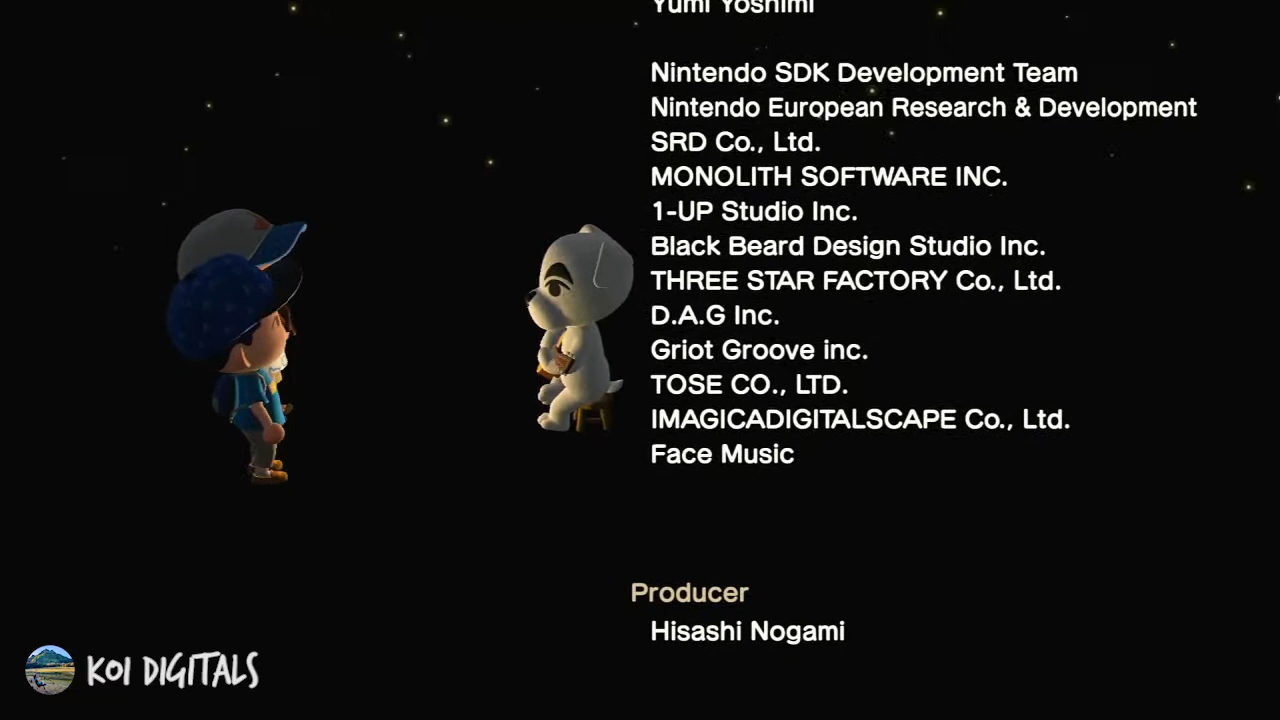 Yumi Yoshimi
Nintendo SDK Development Team
Nintendo European Research & Development
SRD Co., Ltd.
MONOLITH SOFTWARE INC.
1-UP Studio Inc.
Black Beard Design Studio Inc.
THREE STAR FACTORY Co., Ltd.
D.A.G Inc.
Griot Groove inc.
TOSE CO., LTD.
IMAGICADIGITALSCAPE Co., Ltd.
Face Music
Producer
Hisashi Nogami
KOI DIGITALS